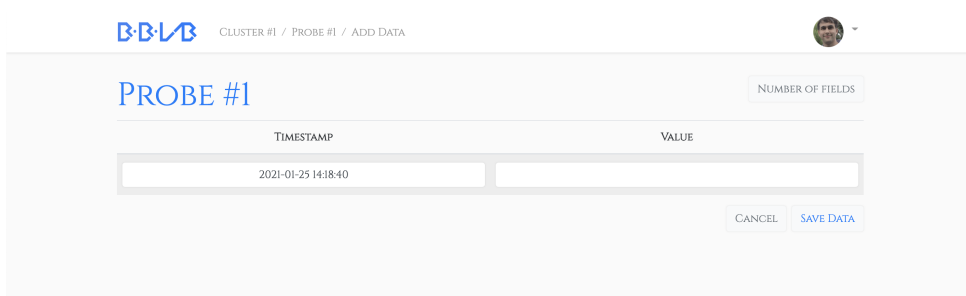 B·B·LAB
Cluster #1 / Probe #1 / Add Data
Probe #1
Number of fields
Timestamp Value
2021-01-25 14:18:40
Cancel Save Data